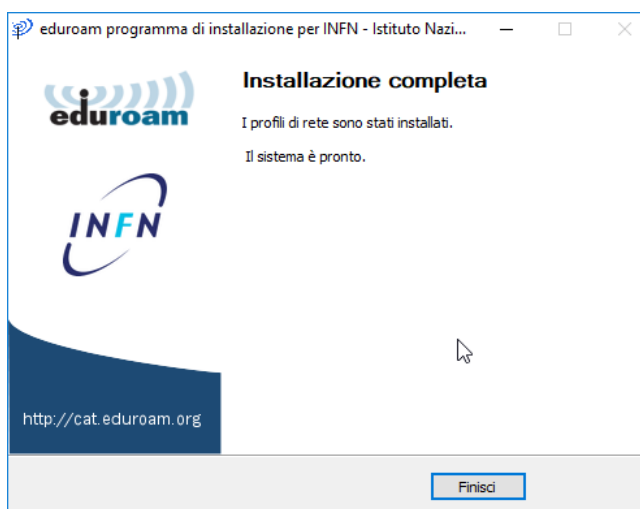 eduroam programma di installazione per INFN - Istituto Nazi...
eduroam
Installazione completa
I profili di rete sono stati installati.
Il sistema è pronto.
INFN
http://cat.eduroam.org
Finisci